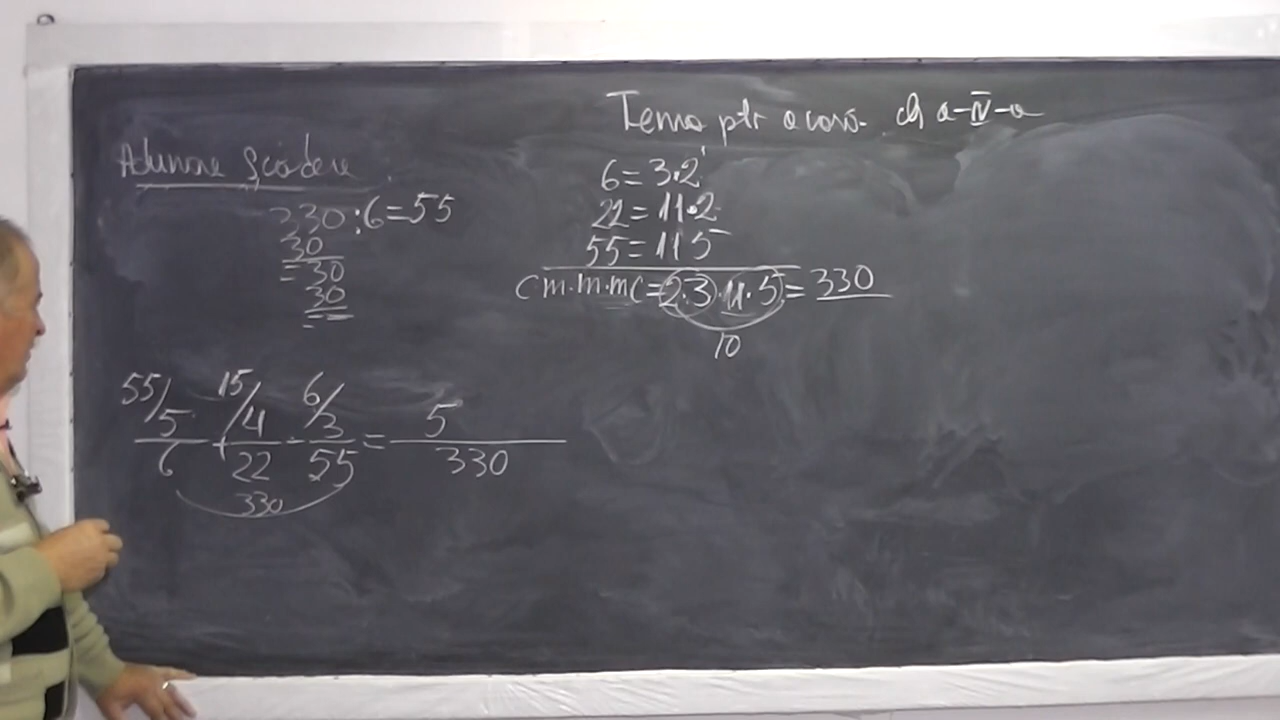 Tema ptr acasă cls a-IV-a
Adunare Scădere
330:6=55
30
=30
30
6=3·2
22=11·2
55=11 5
c m.m.mc=2·3·11·5=330
10
55/ 15/ 6/
5/6 + 4/22 - 3/55 = 5/330
330